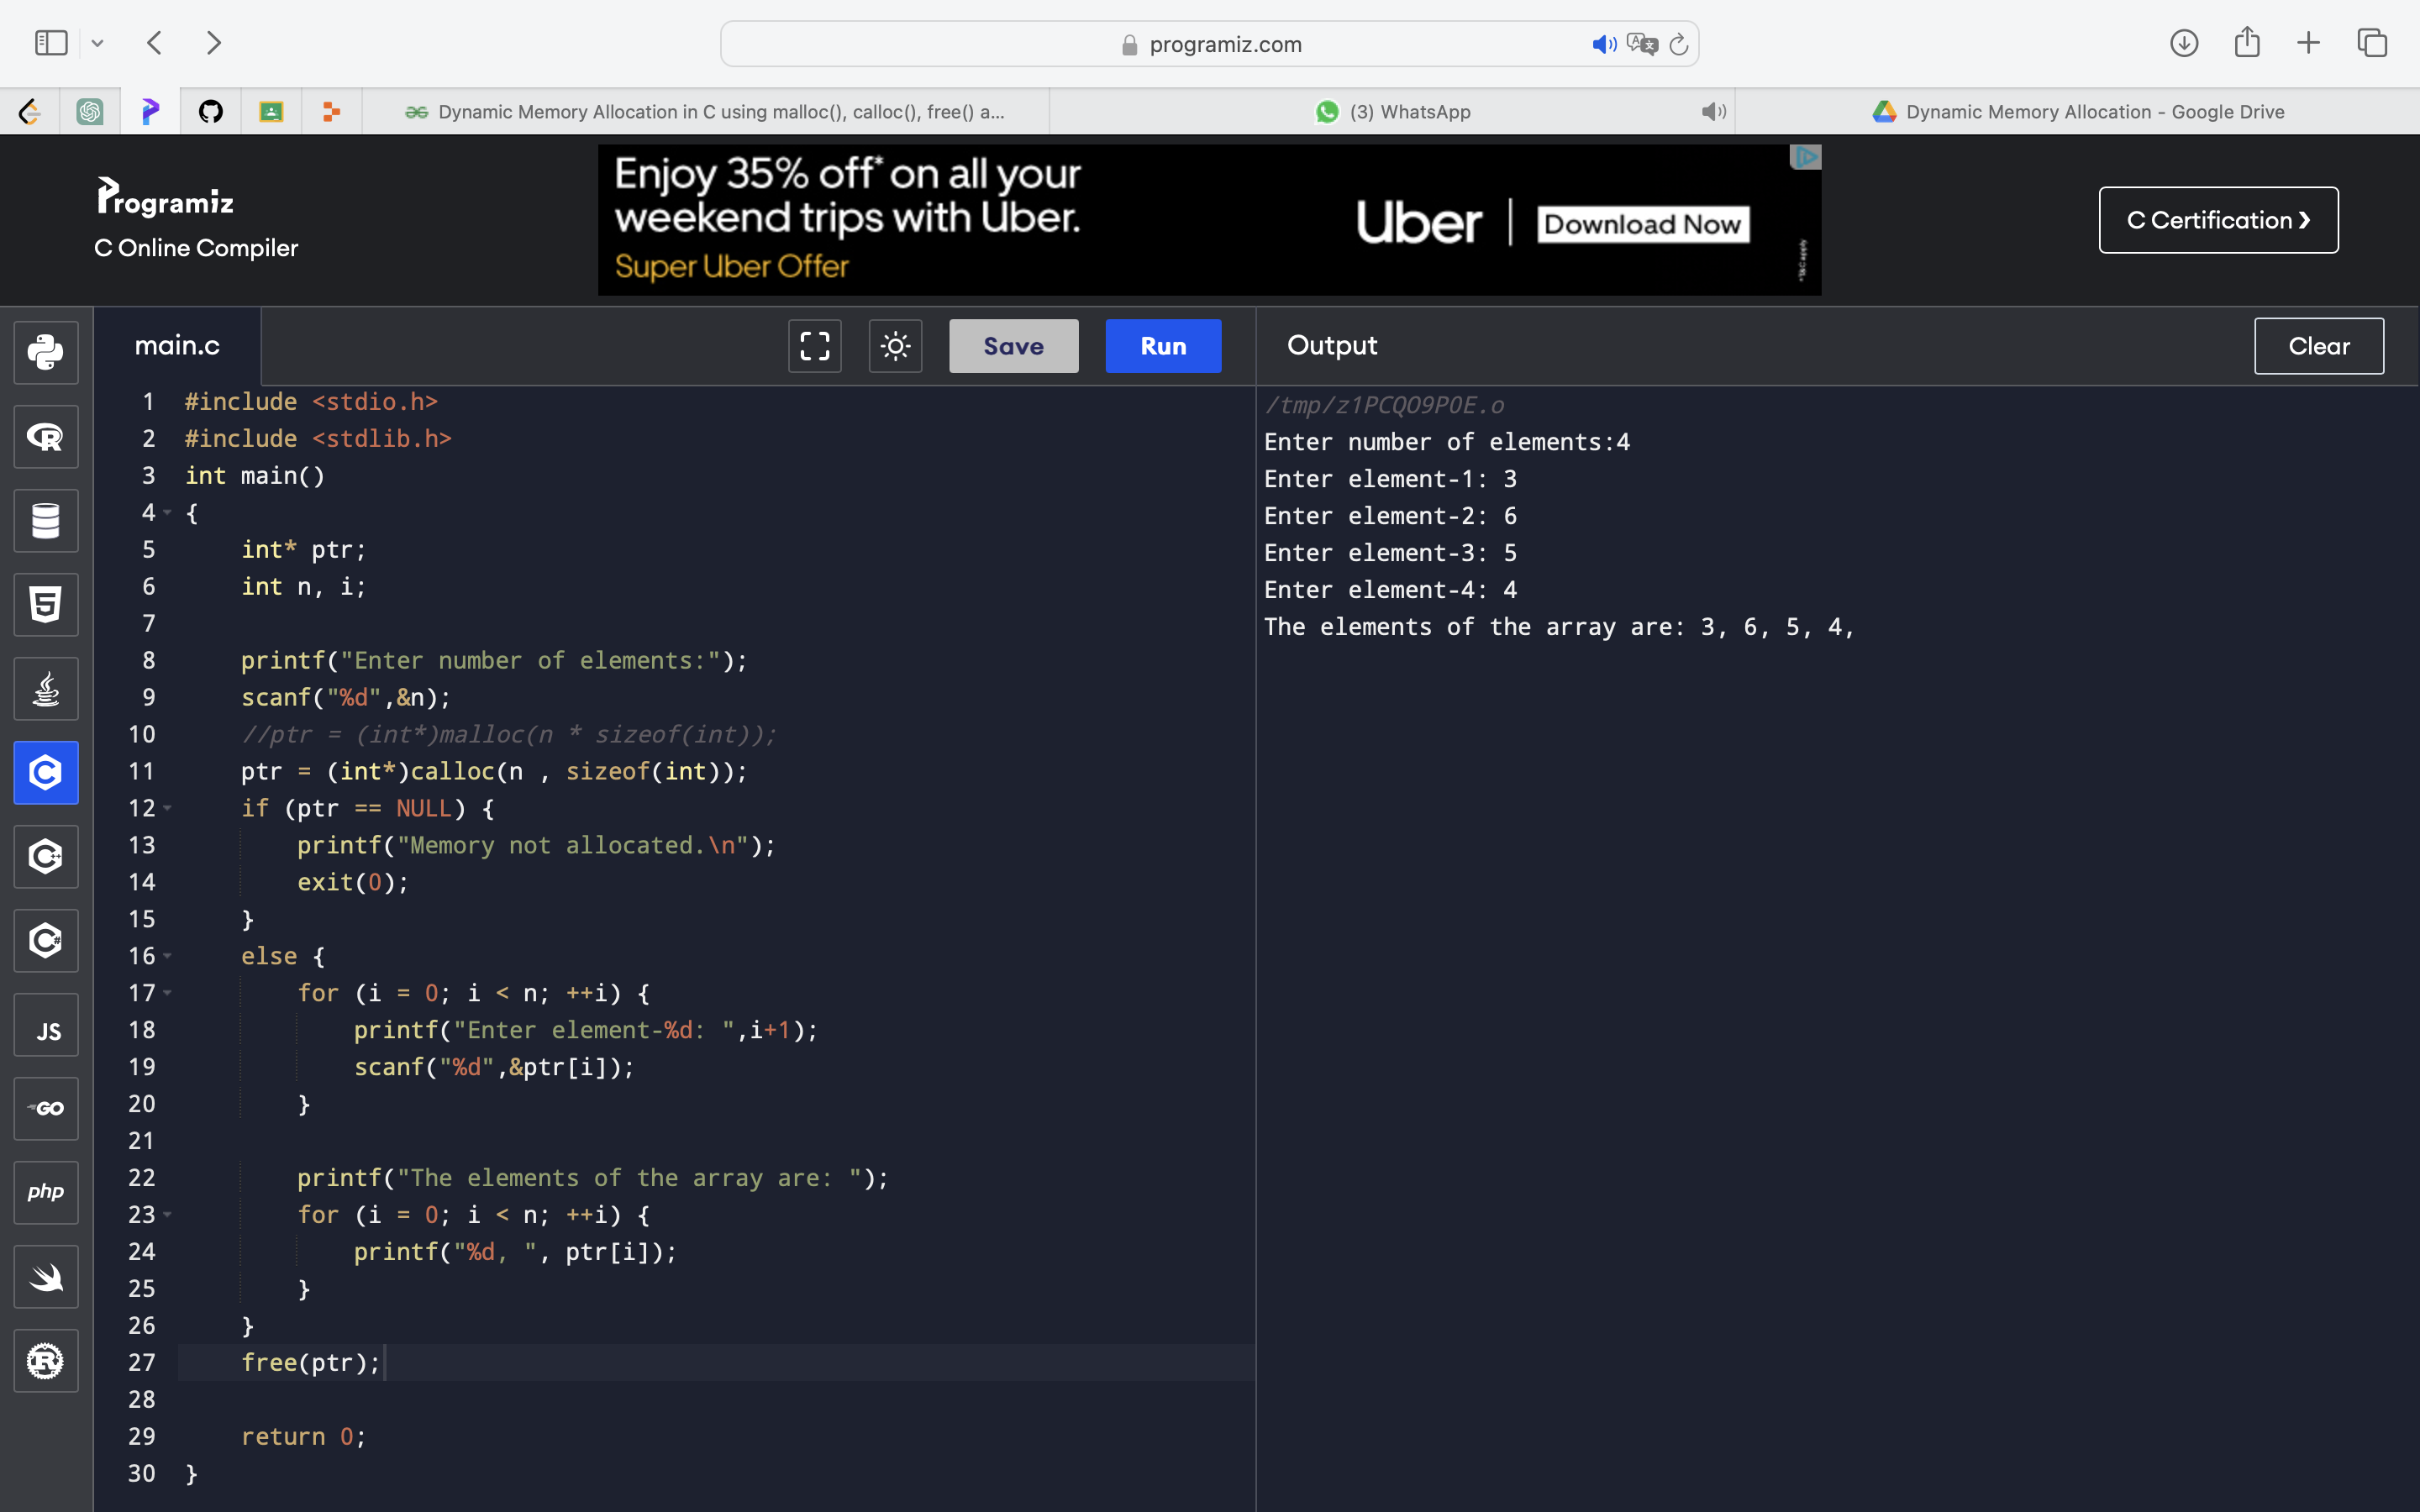 programiz.com
Dynamic Memory Allocation in C using malloc(), calloc(), free() a...
(3) WhatsApp
Dynamic Memory Allocation - Google Drive
Programiz
C Online Compiler
Enjoy 35% off* on all your
weekend trips with Uber.
Super Uber Offer
Uber
Download Now
*T&C apply
C Certification ❯
main.c
Save
Run
Output
Clear
1 #include <stdio.h>
2 #include <stdlib.h>
3 int main()
4 {
5 int* ptr;
6 int n, i;
7
8 printf("Enter number of elements:");
9 scanf("%d",&n);
10 //ptr = (int*)malloc(n * sizeof(int));
11 ptr = (int*)calloc(n , sizeof(int));
12 if (ptr == NULL) {
13 printf("Memory not allocated.\n");
14 exit(0);
15 }
16 else {
17 for (i = 0; i < n; ++i) {
18 printf("Enter element-%d: ",i+1);
19 scanf("%d",&ptr[i]);
20 }
21
22 printf("The elements of the array are: ");
23 for (i = 0; i < n; ++i) {
24 printf("%d, ", ptr[i]);
25 }
26 }
27 free(ptr);
28
29 return 0;
30 }
/tmp/z1PCQO9P0E.o
Enter number of elements:4
Enter element-1: 3
Enter element-2: 6
Enter element-3: 5
Enter element-4: 4
The elements of the array are: 3, 6, 5, 4,
R
5
C
C++
C#
JS
GO
php
R